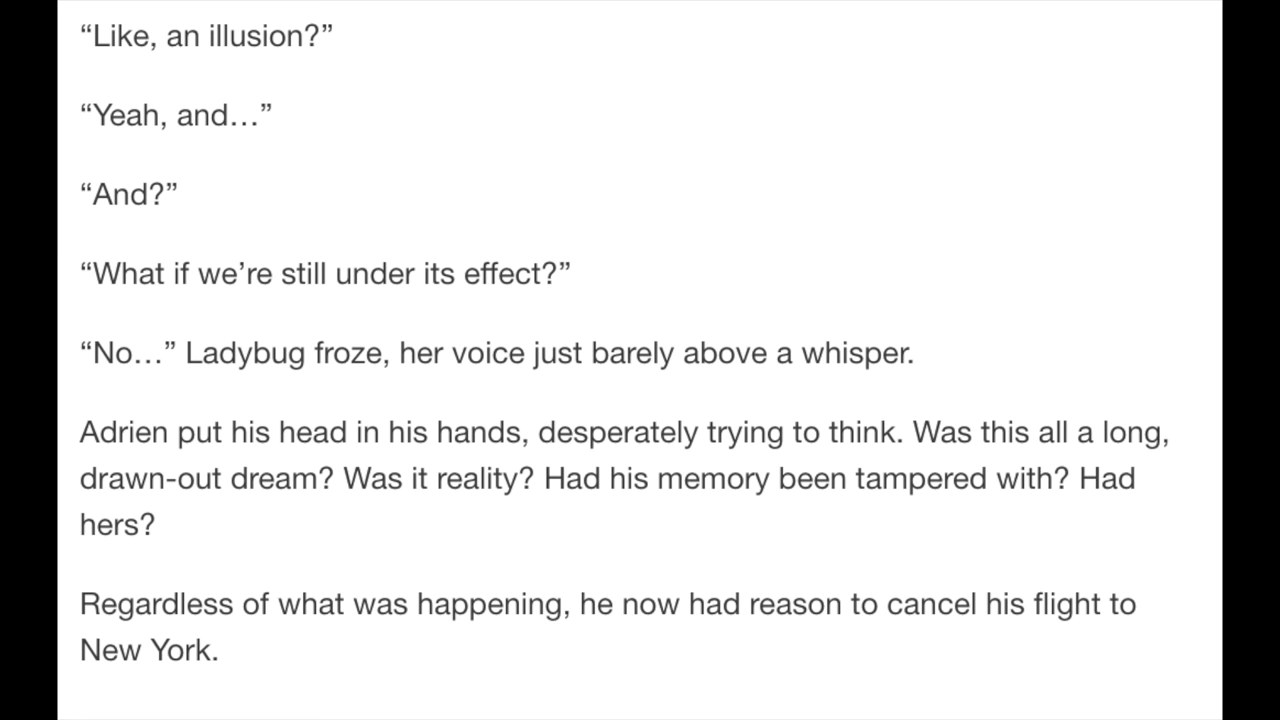 “Like, an illusion?”
“Yeah, and…”
“And?”
“What if we’re still under its effect?”
“No…” Ladybug froze, her voice just barely above a whisper.
Adrien put his head in his hands, desperately trying to think. Was this all a long,
drawn-out dream? Was it reality? Had his memory been tampered with? Had
hers?
Regardless of what was happening, he now had reason to cancel his flight to
New York.